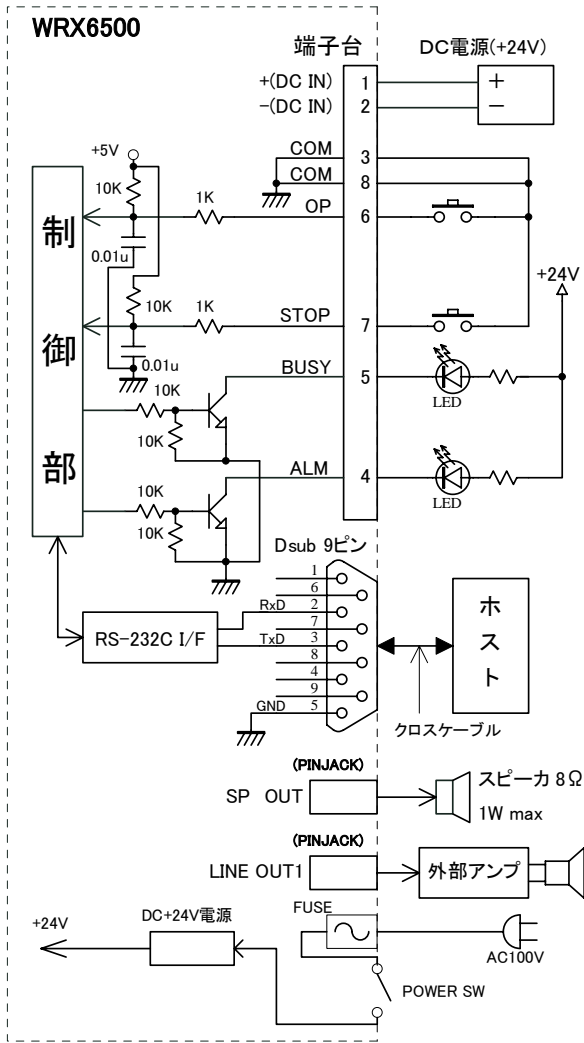 WRX6500
端子台
DC電源(+24V)
+(DC IN)
1
+
−(DC IN)
2
−
COM
3
COM
8
OP
6
+5V
10K
1K
0.01u
10K
1K
STOP
7
+24V
0.01u
制
御
部
BUSY
5
LED
10K
10K
ALM
4
LED
10K
10K
Dsub 9ピン
1
6
RxD
2
7
TxD
3
8
4
9
GND
5
RS-232C I/F
ホスト
クロスケーブル
(PINJACK)
SP OUT
スピーカ 8Ω
1W max
(PINJACK)
LINE OUT1
外部アンプ
FUSE
AC100V
+24V
DC+24V電源
POWER SW